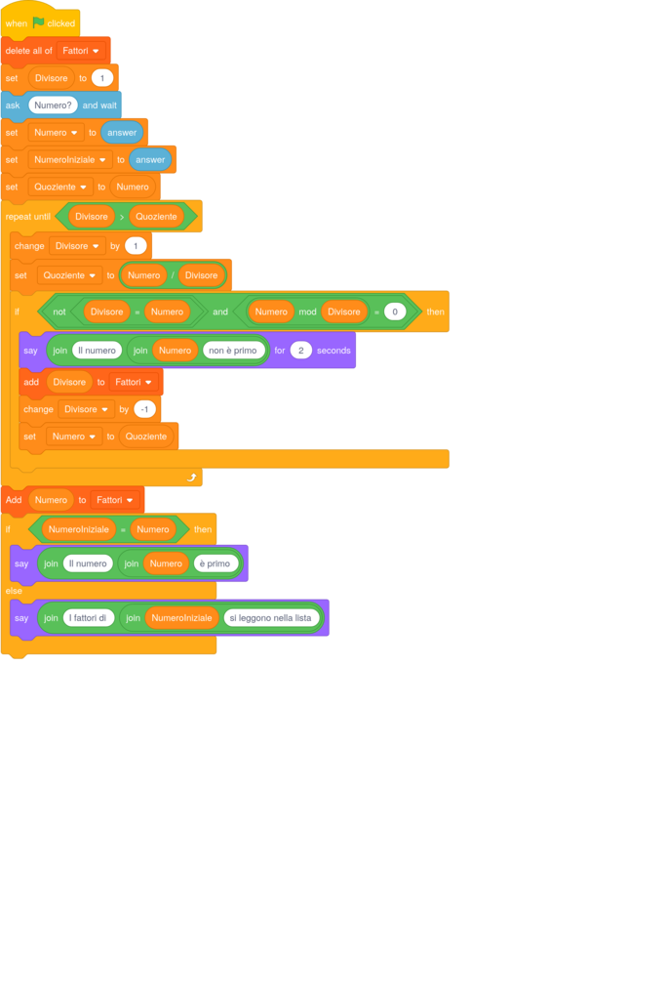 when clicked
delete all of Fattori
set Divisore to 1
ask Numero? and wait
set Numero to answer
set NumeroIniziale to answer
set Quoziente to Numero
repeat until Divisore > Quoziente
change Divisore by 1
set Quoziente to Numero / Divisore
if not Divisore = Numero and Numero mod Divisore = 0 then
say join Il numero join Numero non è primo for 2 seconds
add Divisore to Fattori
change Divisore by -1
set Numero to Quoziente
Add Numero to Fattori
if NumeroIniziale = Numero then
say join Il numero join Numero è primo
else
say join I fattori di join NumeroIniziale si leggono nella lista